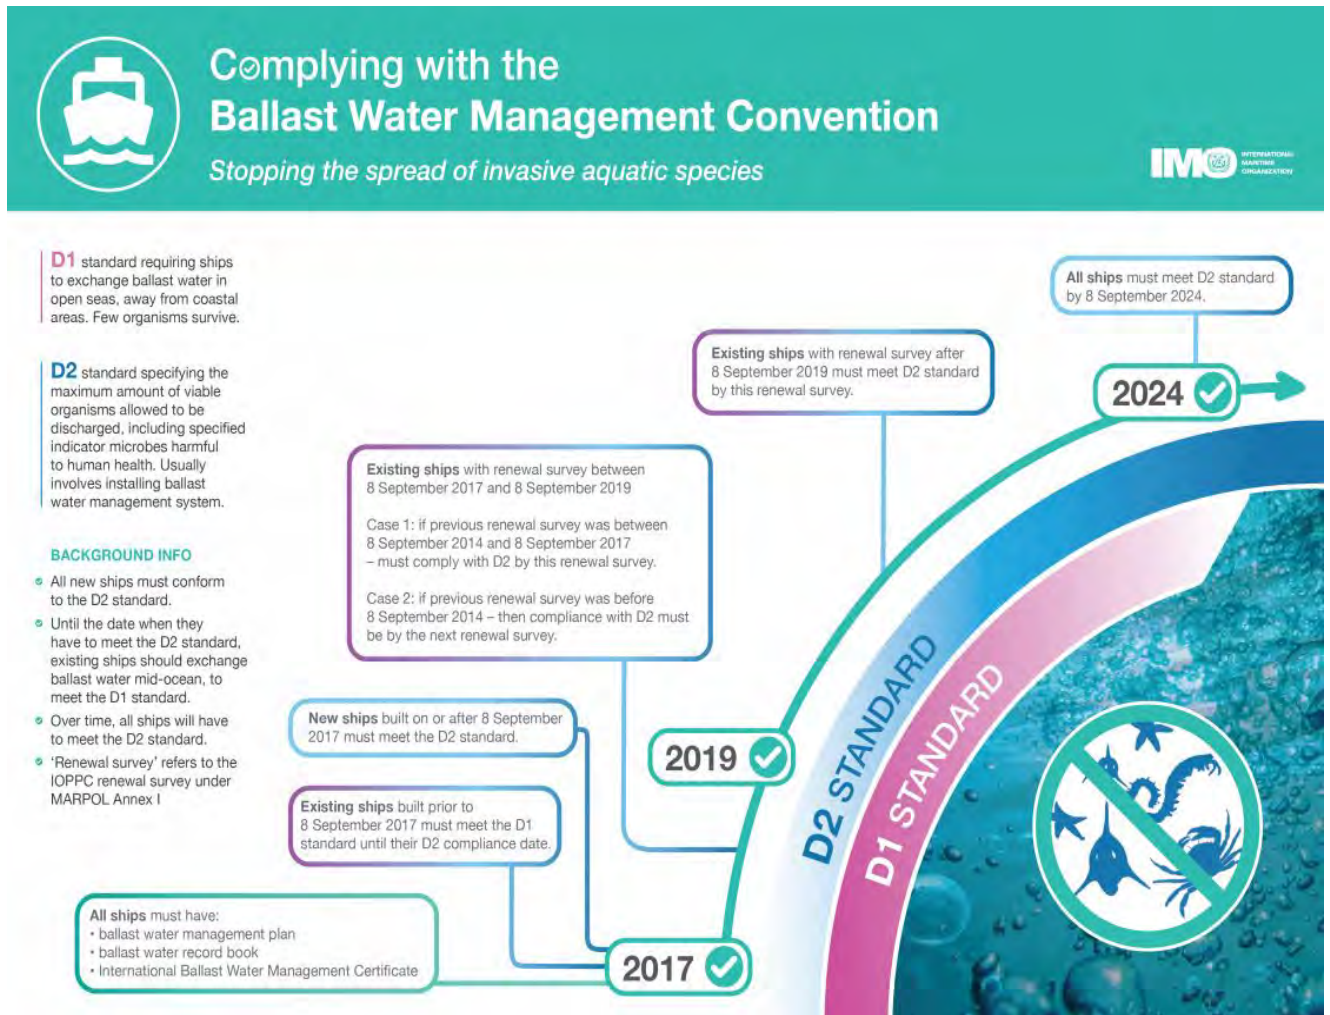 Complying with the
Ballast Water Management Convention
Stopping the spread of invasive aquatic species
IMO
INTERNATIONAL
MARITIME
ORGANIZATION
D1 standard requiring ships
to exchange ballast water in
open seas, away from coastal
areas. Few organisms survive.
D2 standard specifying the
maximum amount of viable
organisms allowed to be
discharged, including specified
indicator microbes harmful
to human health. Usually
involves installing ballast
water management system.
BACKGROUND INFO
All new ships must conform
to the D2 standard.
Until the date when they
have to meet the D2 standard,
existing ships should exchange
ballast water mid-ocean, to
meet the D1 standard.
Over time, all ships will have
to meet the D2 standard.
‘Renewal survey’ refers to the
IOPPC renewal survey under
MARPOL Annex I
All ships must meet D2 standard
by 8 September 2024.
2024
Existing ships with renewal survey after
8 September 2019 must meet D2 standard
by this renewal survey.
Existing ships with renewal survey between
8 September 2017 and 8 September 2019
Case 1: if previous renewal survey was between
8 September 2014 and 8 September 2017
– must comply with D2 by this renewal survey.
Case 2: if previous renewal survey was before
8 September 2014 – then compliance with D2 must
be by the next renewal survey.
2019
New ships built on or after 8 September
2017 must meet the D2 standard.
Existing ships built prior to
8 September 2017 must meet the D1
standard until their D2 compliance date.
All ships must have:
• ballast water management plan
• ballast water record book
• International Ballast Water Management Certificate
2017
D2 STANDARD
D1 STANDARD